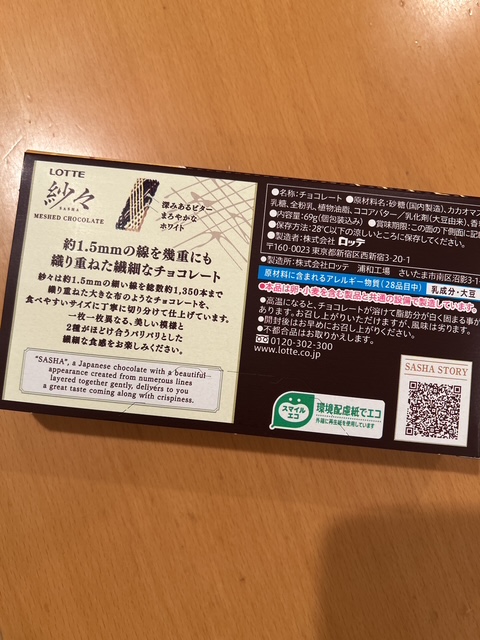 LOTTE
紗々
SASHA
MESHED CHOCOLATE
深みあるビター
まろやかな
ホワイト
約1.5mmの線を幾重にも
織り重ねた繊細なチョコレート
紗々は約1.5mmの細い線を総数約1,350本まで
織り重ねた大きな布のようなチョコレートを、
食べやすいサイズに丁寧に切り分けて仕上げています。
一枚一枚異なる、美しい模様と
2種がほどけ合うパリパリとした
繊細な食感をお楽しみください。
"SASHA", a Japanese chocolate with a beautiful
appearance created from numerous lines
layered together gently, delivers to you
a great taste coming along with crispiness.
●名称：チョコレート ●原材料名：砂糖（国内製造）、カカオマス
乳糖、全粉乳、植物油脂、ココアバター／乳化剤（大豆由来）、香
●内容量：69g（個包装込み） ●賞味期限：この面の下側面に記
●保存方法：28℃以下の涼しいところに保存してください。
●製造者：株式会社 ロッテ
〒160-0023 東京都新宿区西新宿3-20-1
●製造所：株式会社ロッテ 浦和工場 さいたま市南区沼影3-1-
原材料に含まれるアレルギー物質（28品目中） 乳成分・大豆
●本品は卵・小麦を含む製品と共通の設備で製造しています。
●高温になると、チョコレートが溶けて脂肪分が白く固まる事が
ありますが、お召し上がりいただけますが、風味は劣ります。
●開封後はお早めにお召し上がりください。
●不都合品はお取りかえします。
0120-302-300
www.lotte.co.jp
SASHA STORY
スマイル
エコ
環境配慮紙でエコ
外箱に再生紙を使用しています